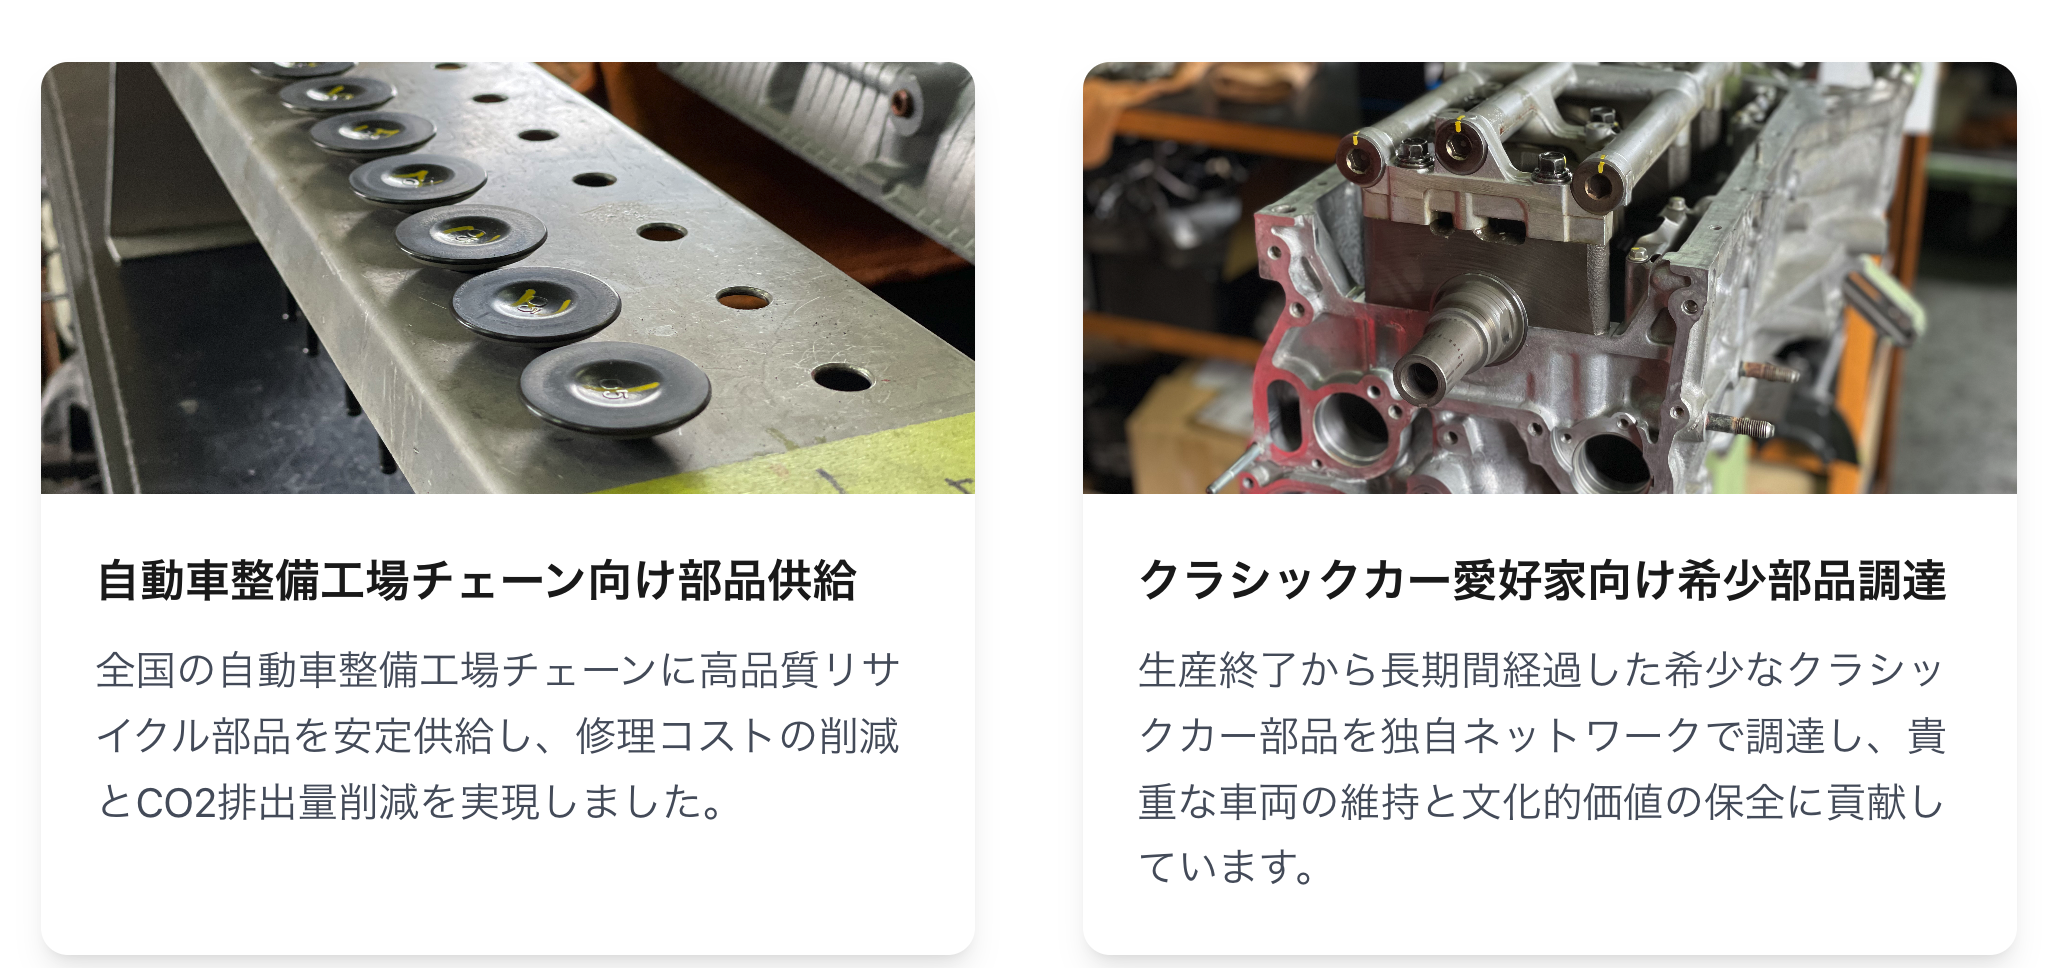 自動車整備工場チェーン向け部品供給
全国の自動車整備工場チェーンに高品質リサ
イクル部品を安定供給し、修理コストの削減
とCO2排出量削減を実現しました。
クラシックカー愛好家向け希少部品調達
生産終了から長期間経過した希少なクラシッ
クカー部品を独自ネットワークで調達し、貴
重な車両の維持と文化的価値の保全に貢献し
ています。